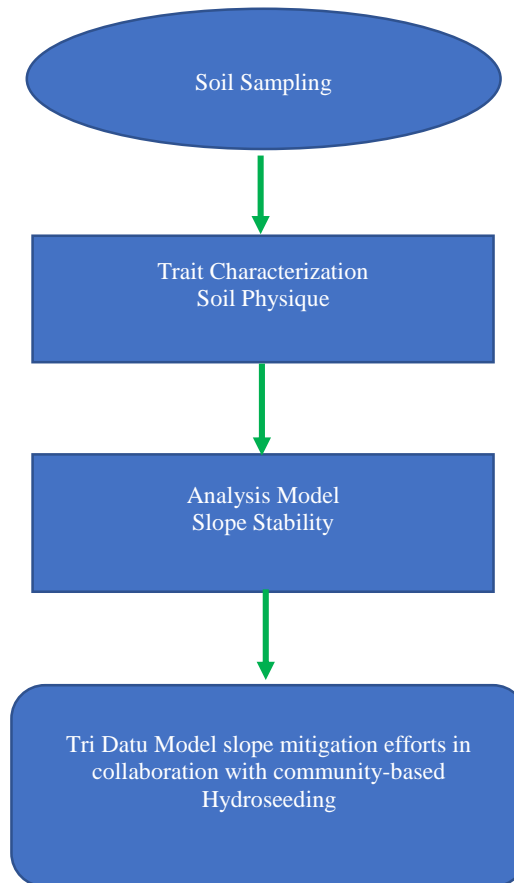 Soil Sampling
Trait Characterization
Soil Physique
Analysis Model
Slope Stability
Tri Datu Model slope mitigation efforts in
collaboration with community-based
Hydroseeding